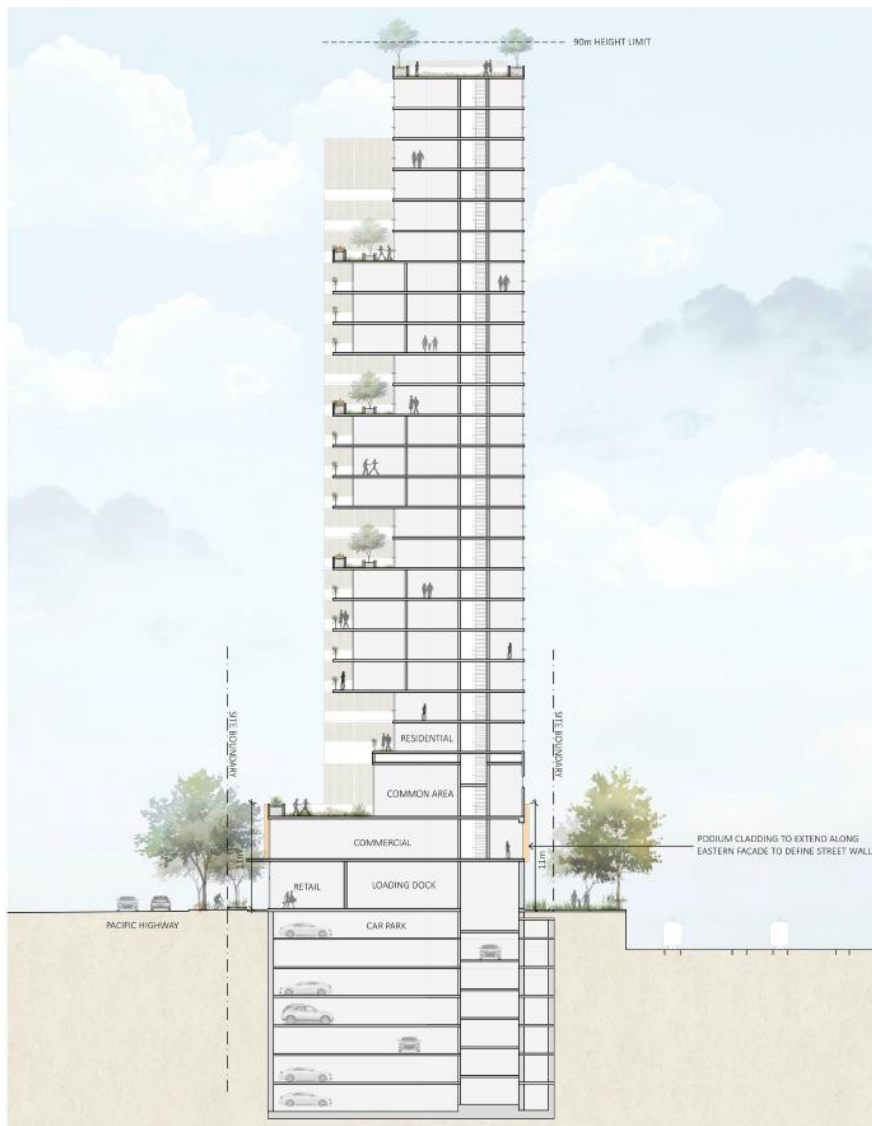 90m HEIGHT LIMIT
RESIDENTIAL
SITE BOUNDARY
SITE BOUNDARY
COMMON AREA
COMMERCIAL
11m
11m
PODIUM CLADDING TO EXTEND ALONG
EASTERN FACADE TO DEFINE STREET WALL
RETAIL
LOADING DOCK
PACIFIC HIGHWAY
CAR PARK